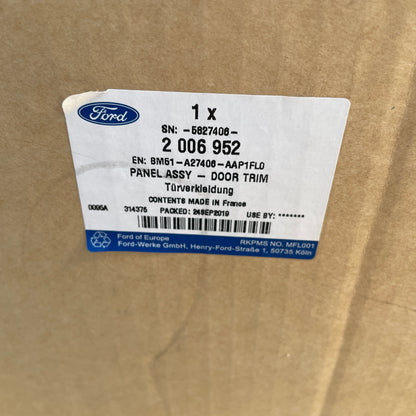 Ford
1 x
SN: -5827406-
2 006 952
EN: BM51-A27406-AAP1FL0
PANEL ASSY - DOOR TRIM
Türverkleidung
CONTENTS MADE IN France
0095A 314375 PACKED: 24SEP2019 USE BY: *******
Ford of Europe RKPMS NO. MFL001
Ford-Werke GmbH, Henry-Ford-Straße 1, 50735 Köln